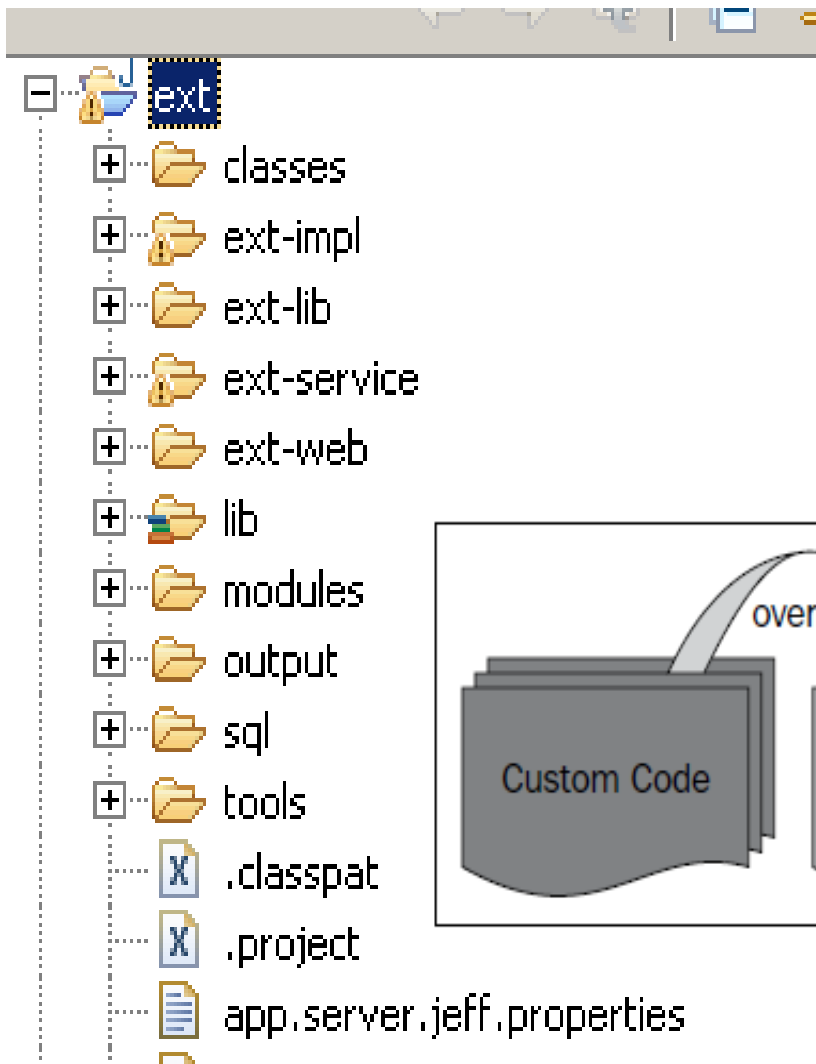 ext
classes
ext-impl
ext-lib
ext-service
ext-web
lib
modules
output
sql
tools
.classpat
.project
app.server.jeff.properties
over
Custom Code